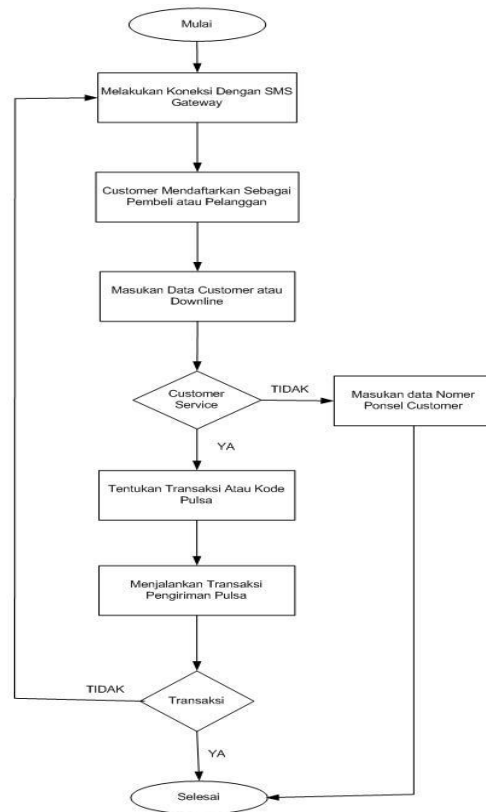 Mulai
Melakukan Koneksi Dengan SMS
Gateway
Customer Mendaftarkan Sebagai
Pembeli atau Pelanggan
Masukan Data Customer atau
Downline
Customer
Service
TIDAK
Masukan data Nomer
Ponsel Customer
YA
Tentukan Transaksi Atau Kode
Pulsa
Menjalankan Transaksi
Pengiriman Pulsa
TIDAK
Transaksi
YA
Selesai